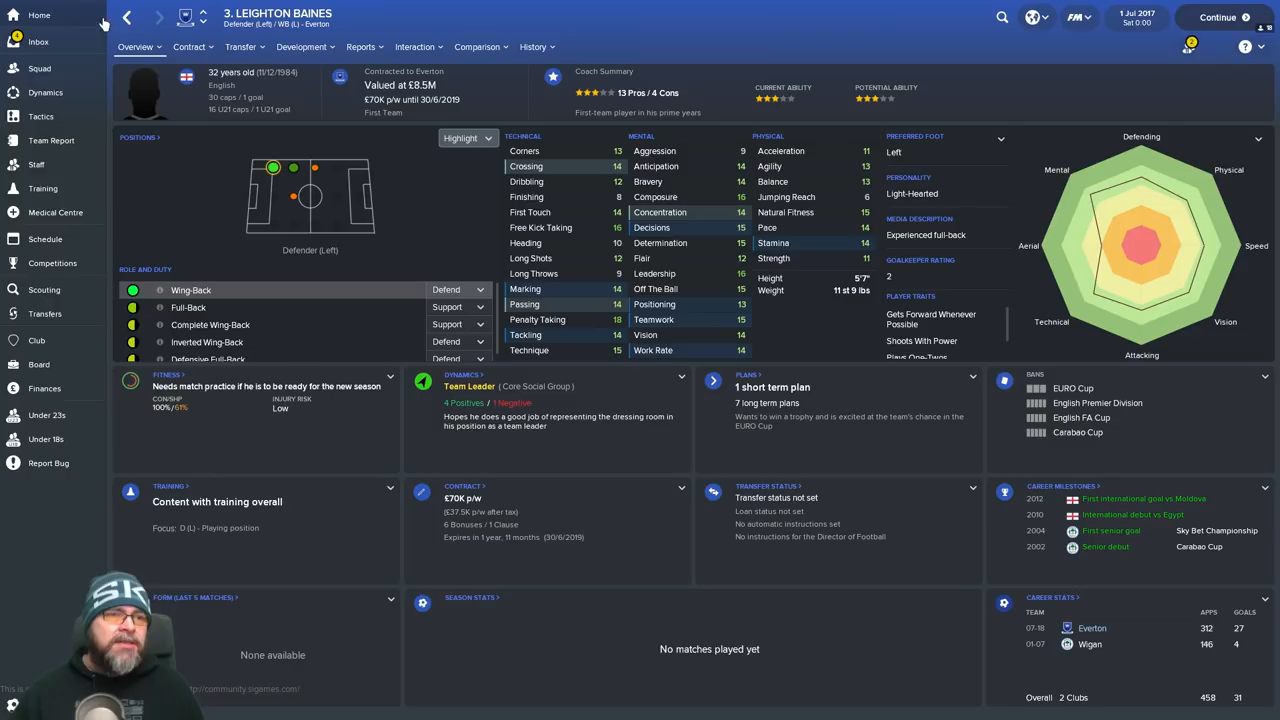 Home
4
Inbox
Squad
Dynamics
Tactics
Team Report
Staff
Training
Medical Centre
Schedule
Competitions
Scouting
Transfers
Club
Board
Finances
Under 23s
Under 18s
Report Bug
3. LEIGHTON BAINES
Defender (Left) / WB (L) - Everton
FM
1 Jul 2017
Sat 0:00
Continue
18
Overview
Contract
Transfer
Development
Reports
Interaction
Comparison
History
2
?
32 years old (11/12/1984)
English
30 caps / 1 goal
16 U21 caps / 1 U21 goal
Contracted to Everton
Valued at £8.5M
£70K p/w until 30/6/2019
First Team
Coach Summary
13 Pros / 4 Cons
First-team player in his prime years
CURRENT ABILITY
POTENTIAL ABILITY
POSITIONS
Highlight
Defender (Left)
ROLE AND DUTY
Wing-Back Defend
Full-Back Support
Complete Wing-Back Support
Inverted Wing-Back Defend
Defensive Full-Back Defend
TECHNICAL
Corners 13
Crossing 14
Dribbling 12
Finishing 8
First Touch 14
Free Kick Taking 16
Heading 10
Long Shots 12
Long Throws 9
Marking 14
Passing 14
Penalty Taking 18
Tackling 14
Technique 15
MENTAL
Aggression 9
Anticipation 14
Bravery 14
Composure 16
Concentration 14
Decisions 15
Determination 15
Flair 12
Leadership 16
Off The Ball 15
Positioning 13
Teamwork 15
Vision 14
Work Rate 14
PHYSICAL
Acceleration 11
Agility 13
Balance 13
Jumping Reach 6
Natural Fitness 15
Pace 14
Stamina 14
Strength 11
Height 5'7"
Weight 11 st 9 lbs
PREFERRED FOOT
Left
PERSONALITY
Light-Hearted
MEDIA DESCRIPTION
Experienced full-back
GOALKEEPER RATING
2
PLAYER TRAITS
Gets Forward Whenever
Possible
Shoots With Power
Plays One-Twos
Defending
Mental
Physical
Aerial
Speed
Technical
Vision
Attacking
FITNESS
Needs match practice if he is to be ready for the new season
CON/SHP
100%/61%
INJURY RISK
Low
DYNAMICS
Team Leader ( Core Social Group )
4 Positives / 1 Negative
Hopes he does a good job of representing the dressing room in
his position as a team leader
PLANS
1 short term plan
7 long term plans
Wants to win a trophy and is excited at the team's chance in the
EURO Cup
BANS
EURO Cup
English Premier Division
English FA Cup
Carabao Cup
TRAINING
Content with training overall
Focus: D (L) - Playing position
CONTRACT
£70K p/w
(£37.5K p/w after tax)
6 Bonuses / 1 Clause
Expires in 1 year, 11 months (30/6/2019)
TRANSFER STATUS
Transfer status not set
Loan status not set
No automatic instructions set
No instructions for the Director of Football
CAREER MILESTONES
2012 First international goal vs Moldova
2010 International debut vs Egypt
2004 First senior goal Sky Bet Championship
2002 Senior debut Carabao Cup
FORM (LAST 5 MATCHES)
None available
SEASON STATS
No matches played yet
CAREER STATS
TEAM APPS GOALS
07-18 Everton 312 27
01-07 Wigan 146 4
Overall 2 Clubs 458 31
SK
This is
://community.sigames.com/